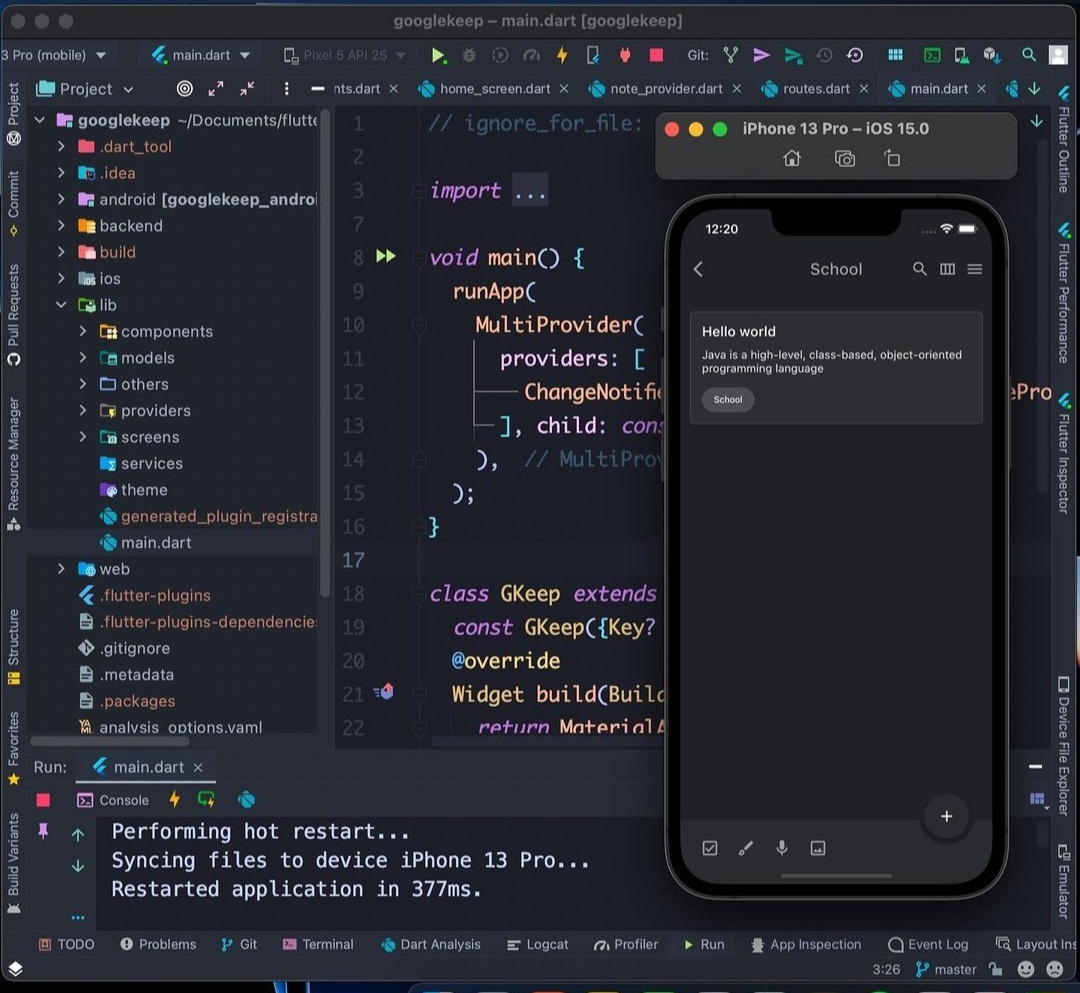 googlekeep – main.dart [googlekeep]
3 Pro (mobile)
main.dart
Pixel 5 API 25
Git:
Project
nts.dart
home_screen.dart
note_provider.dart
routes.dart
main.dart
Project
Commit
Pull Requests
Resource Manager
Structure
Favorites
Build Variants
googlekeep ~/Documents/flutte
.dart_tool
.idea
android [googlekeep_androi
backend
build
ios
lib
components
models
others
providers
screens
services
theme
generated_plugin_registra
main.dart
web
.flutter-plugins
.flutter-plugins-dependencies
.gitignore
.metadata
.packages
analysis_options.yaml
1 // ignore_for_file:
2
3 import ...
7
8 void main() {
9 runApp(
10 MultiProvider(
11 providers: [
12 ChangeNotifie
ePro
13 ], child: cons
14 ), // MultiProv
15 );
16 }
17
18 class GKeep extends
19 const GKeep({Key?
20 @override
21 Widget build(Build
22 return MaterialA
iPhone 13 Pro – iOS 15.0
12:20
School
Hello world
Java is a high-level, class-based, object-oriented
programming language
School
+
Flutter Outline
Flutter Performance
Flutter Inspector
Device File Explorer
Emulator
Run:
main.dart
Console
Performing hot restart...
Syncing files to device iPhone 13 Pro...
Restarted application in 377ms.
TODO
Problems
Git
Terminal
Dart Analysis
Logcat
Profiler
Run
App Inspection
Event Log
Layout Ins
3:26
master